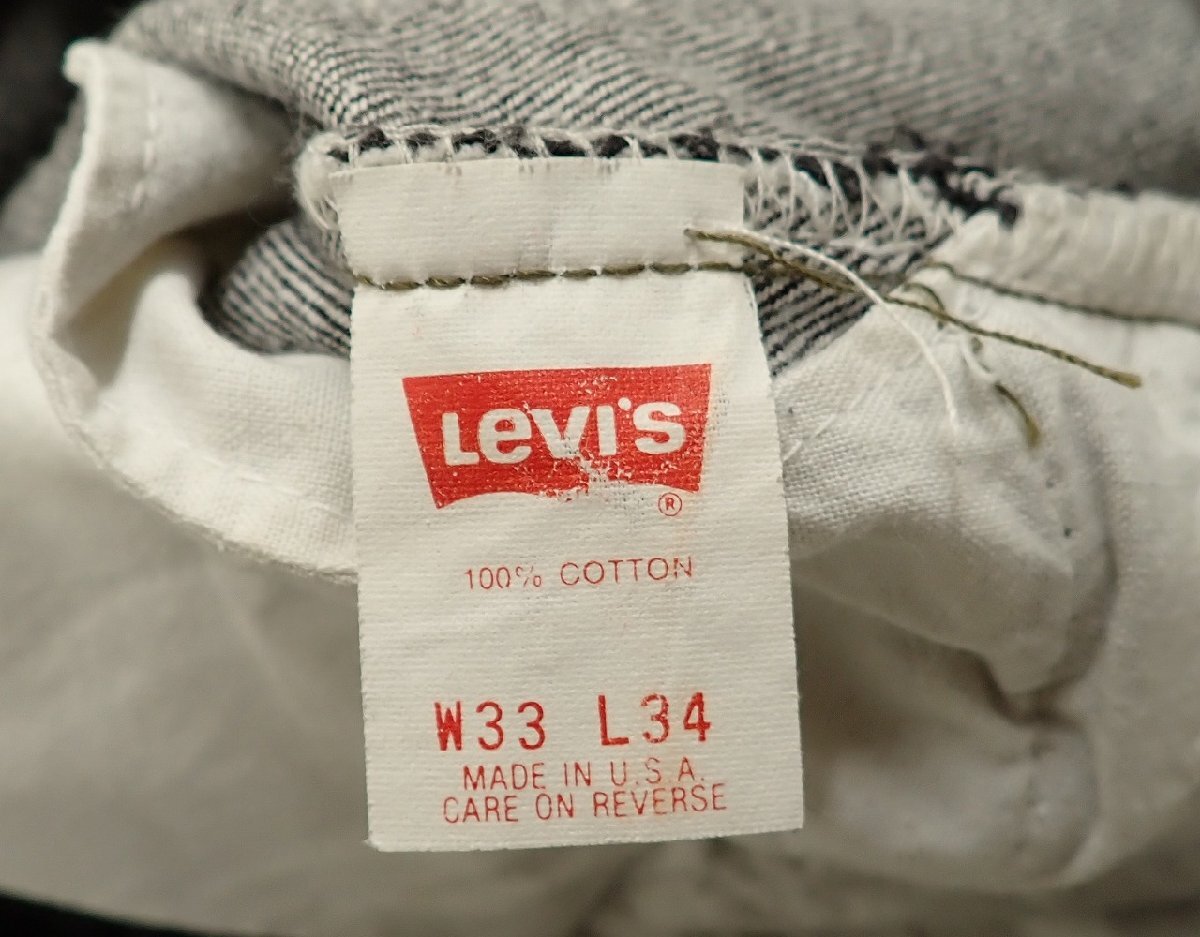 Levi's
®
100% COTTON
W33 L34
MADE IN U.S.A.
CARE ON REVERSE